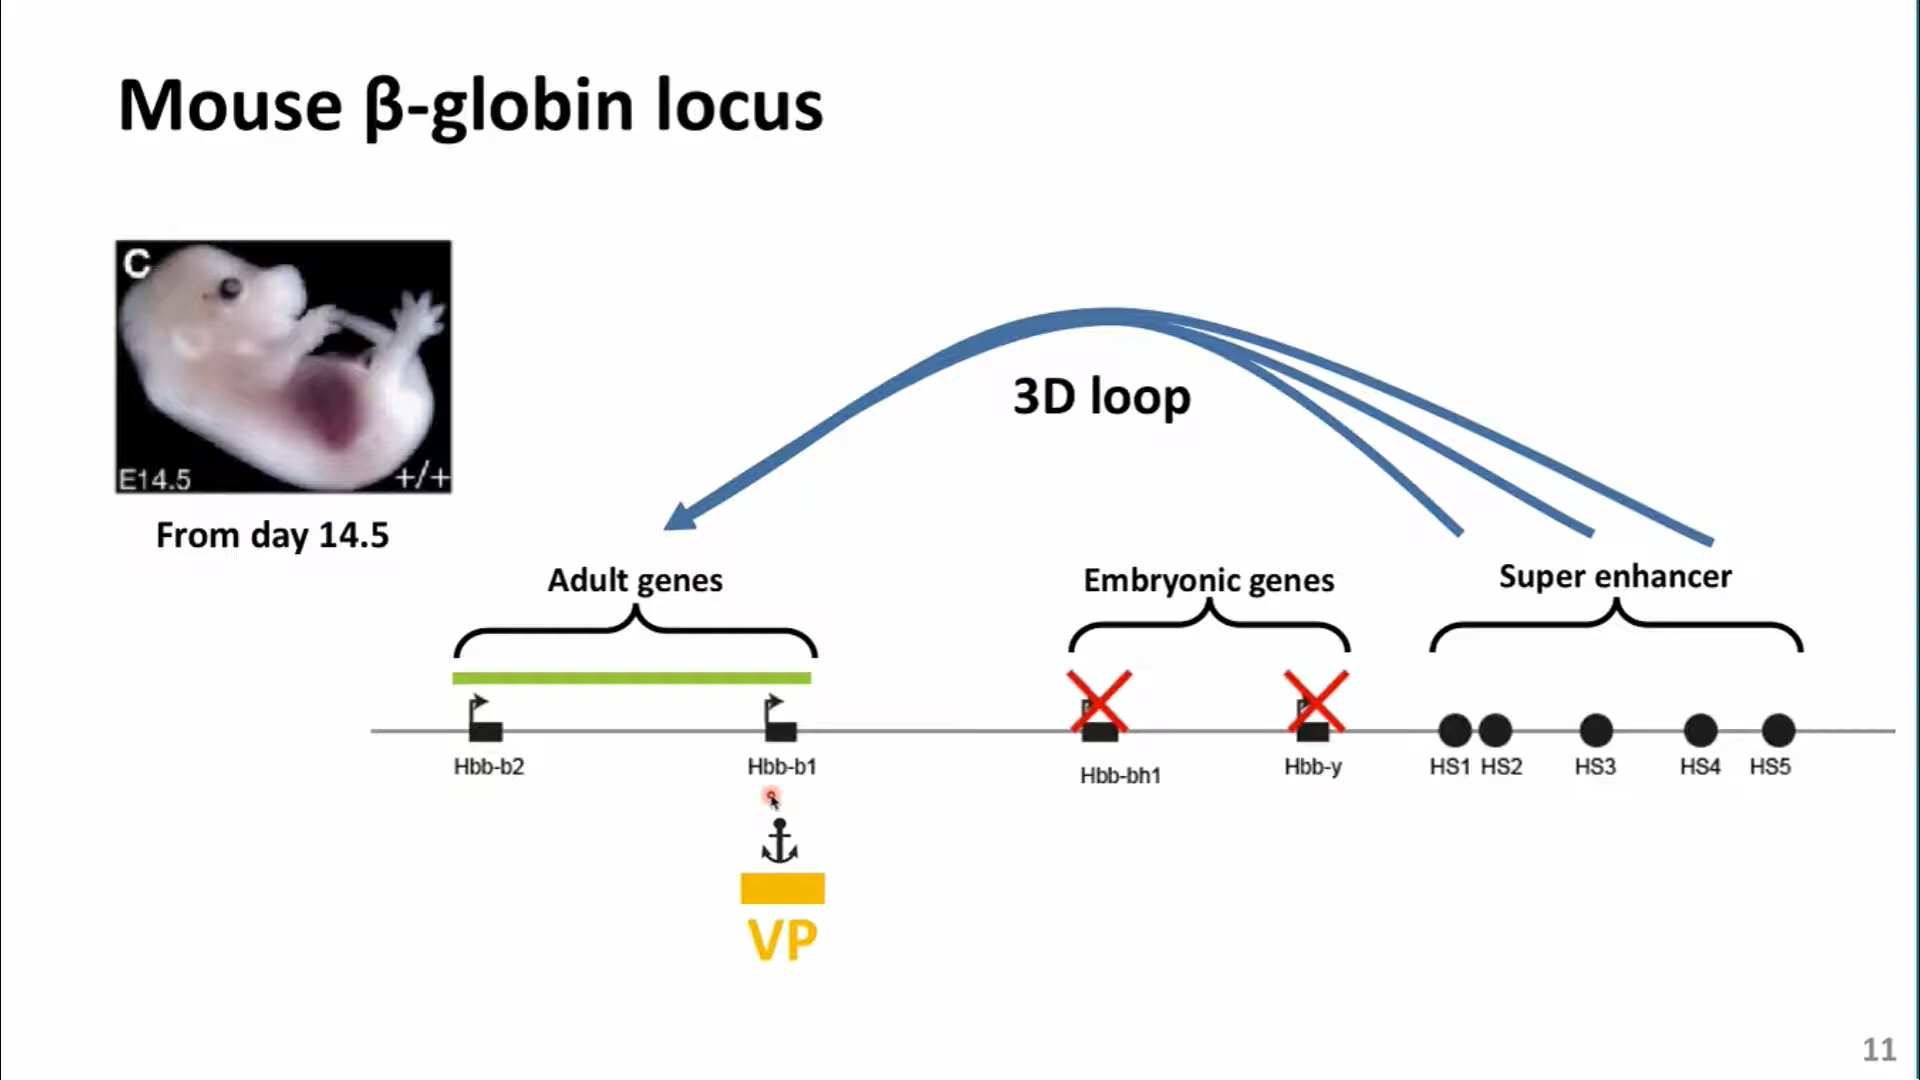 Mouse β-globin locus
C
E14.5 +/+
From day 14.5
3D loop
Adult genes
Embryonic genes
Super enhancer
Hbb-b2
Hbb-b1
Hbb-bh1
Hbb-y
HS1 HS2 HS3 HS4 HS5
VP
11